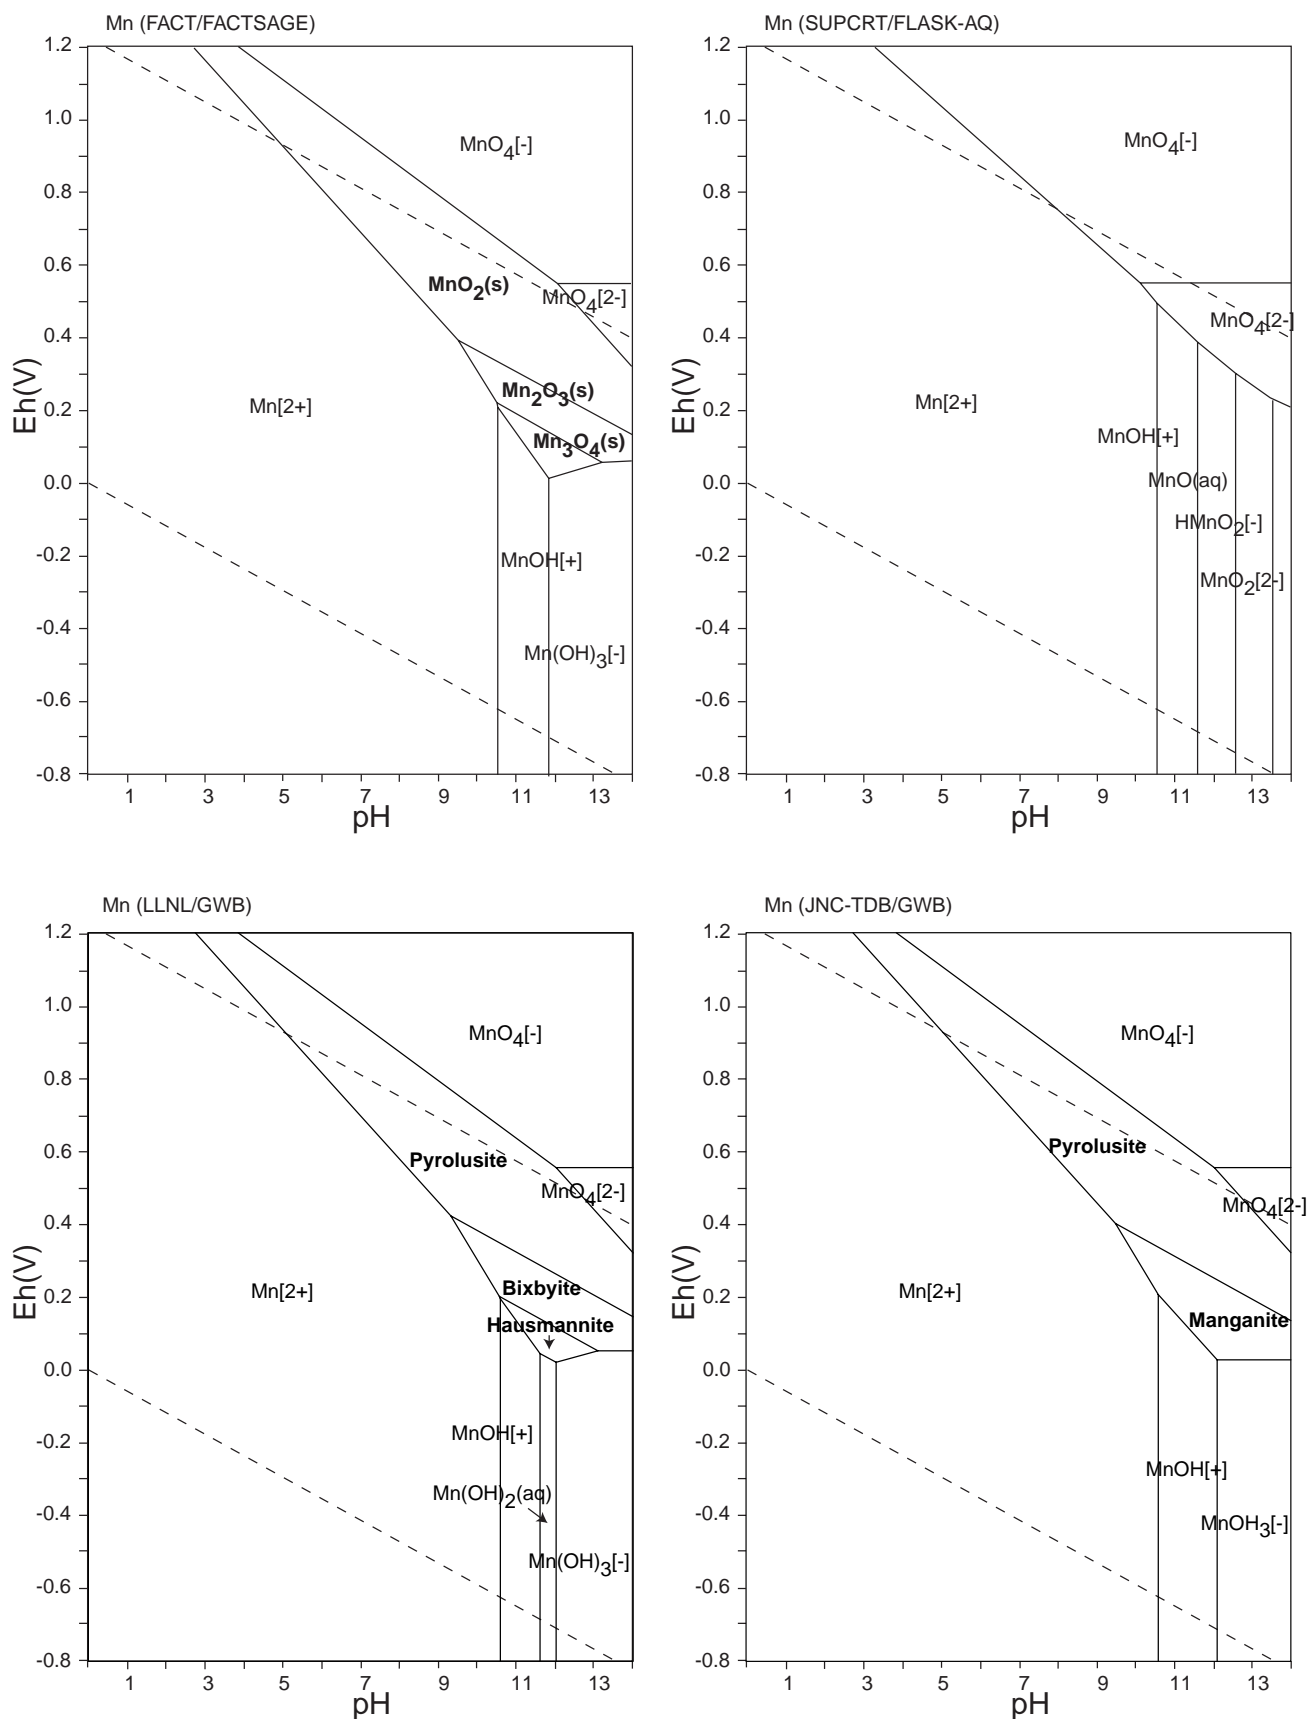 Mn (FACT/FACTSAGE)
1.2
1.0
0.8
0.6
0.4
0.2
0.0
-0.2
-0.4
-0.6
-0.8
Eh(V)
MnO4[-]
MnO2(s)
MnO4[2-]
Mn2O3(s)
Mn[2+]
Mn3O4(s)
MnOH[+]
Mn(OH)3[-]
1 3 5 7 9 11 13
pH
Mn (SUPCRT/FLASK-AQ)
1.2
1.0
0.8
0.6
0.4
0.2
0.0
-0.2
-0.4
-0.6
-0.8
Eh(V)
MnO4[-]
MnO4[2-]
Mn[2+]
MnOH[+]
MnO(aq)
HMnO2[-]
MnO2[2-]
1 3 5 7 9 11 13
pH
Mn (LLNL/GWB)
1.2
1.0
0.8
0.6
0.4
0.2
0.0
-0.2
-0.4
-0.6
-0.8
Eh(V)
MnO4[-]
Pyrolusite
MnO4[2-]
Bixbyite
Mn[2+]
Hausmannite
MnOH[+]
Mn(OH)2(aq)
Mn(OH)3[-]
1 3 5 7 9 11 13
pH
Mn (JNC-TDB/GWB)
1.2
1.0
0.8
0.6
0.4
0.2
0.0
-0.2
-0.4
-0.6
-0.8
Eh(V)
MnO4[-]
Pyrolusite
MnO4[2-]
Mn[2+]
Manganite
MnOH[+]
MnOH3[-]
1 3 5 7 9 11 13
pH